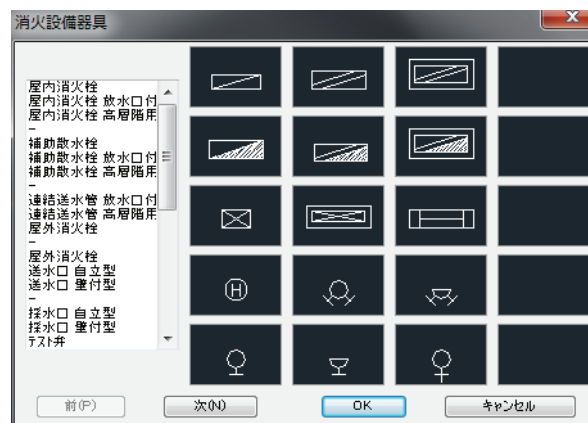 消火設備器具
屋内消火栓
屋内消火栓 放水口付
屋内消火栓 高層階用
-
補助散水栓
補助散水栓 放水口付
補助散水栓 高層階用
-
連結送水管 放水口付
連結送水管 高層階用
屋外消火栓
-
屋外消火栓
送水口 自立型
送水口 壁付型
-
採水口 自立型
採水口 壁付型
テスト弁
H
前(P)
次(N)
OK
キャンセル